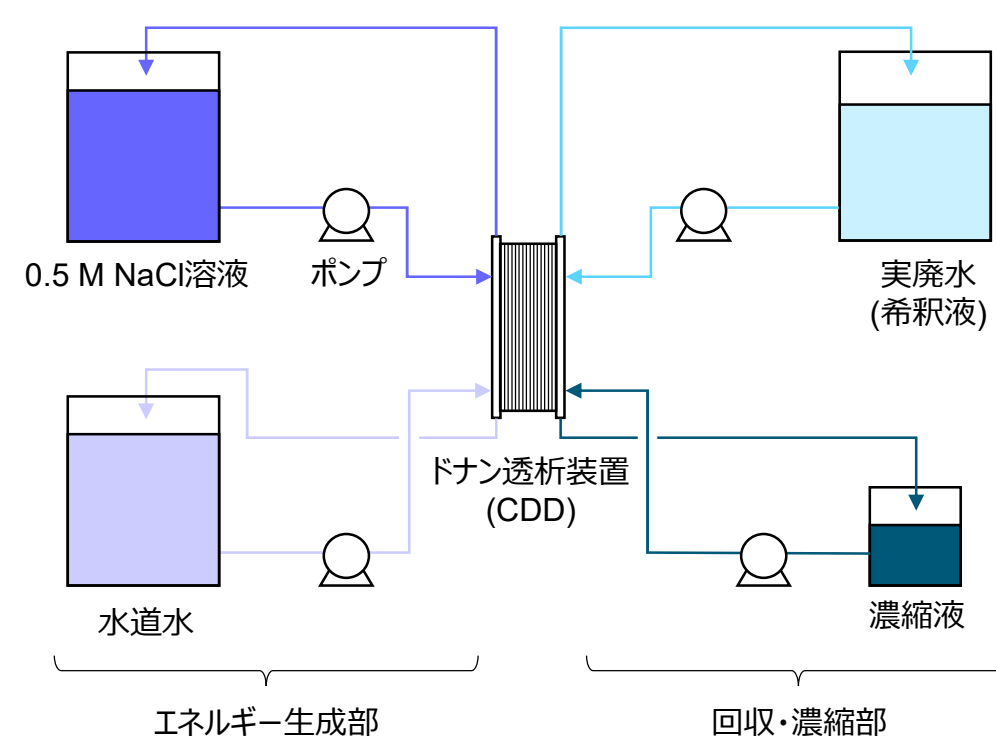 0.5 M NaCl溶液
ポンプ
実廃水
(希釈液)
ドナン透析装置
(CDD)
水道水
濃縮液
エネルギー生成部
回収・濃縮部